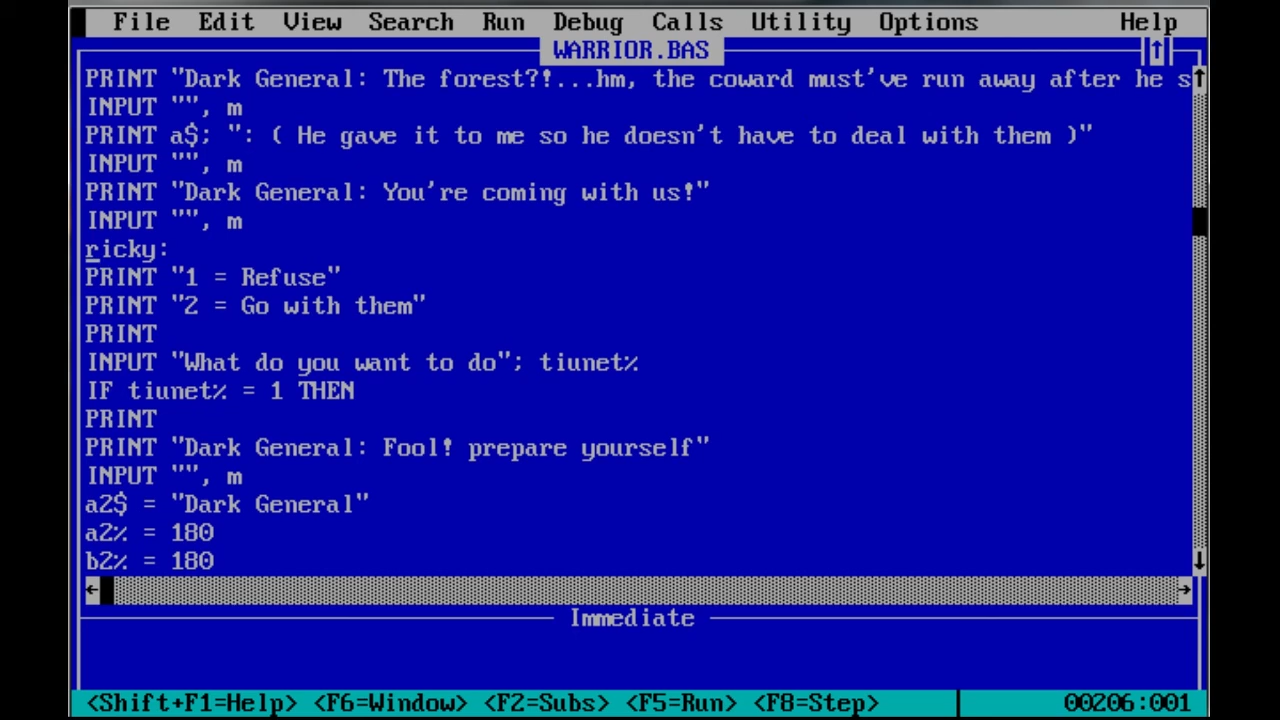 File Edit View Search Run Debug Calls Utility Options Help
WARRIOR.BAS
PRINT "Dark General: The forest?!...hm, the coward must've run away after he s
INPUT "", m
PRINT a$; ": ( He gave it to me so he doesn't have to deal with them )"
INPUT "", m
PRINT "Dark General: You're coming with us!"
INPUT "", m
ricky:
PRINT "1 = Refuse"
PRINT "2 = Go with them"
PRINT
INPUT "What do you want to do"; tiunet%
IF tiunet% = 1 THEN
PRINT
PRINT "Dark General: Fool! prepare yourself"
INPUT "", m
a2$ = "Dark General"
a2% = 180
b2% = 180
Immediate
<Shift+F1=Help> <F6=Window> <F2=Subs> <F5=Run> <F8=Step> 00206:001